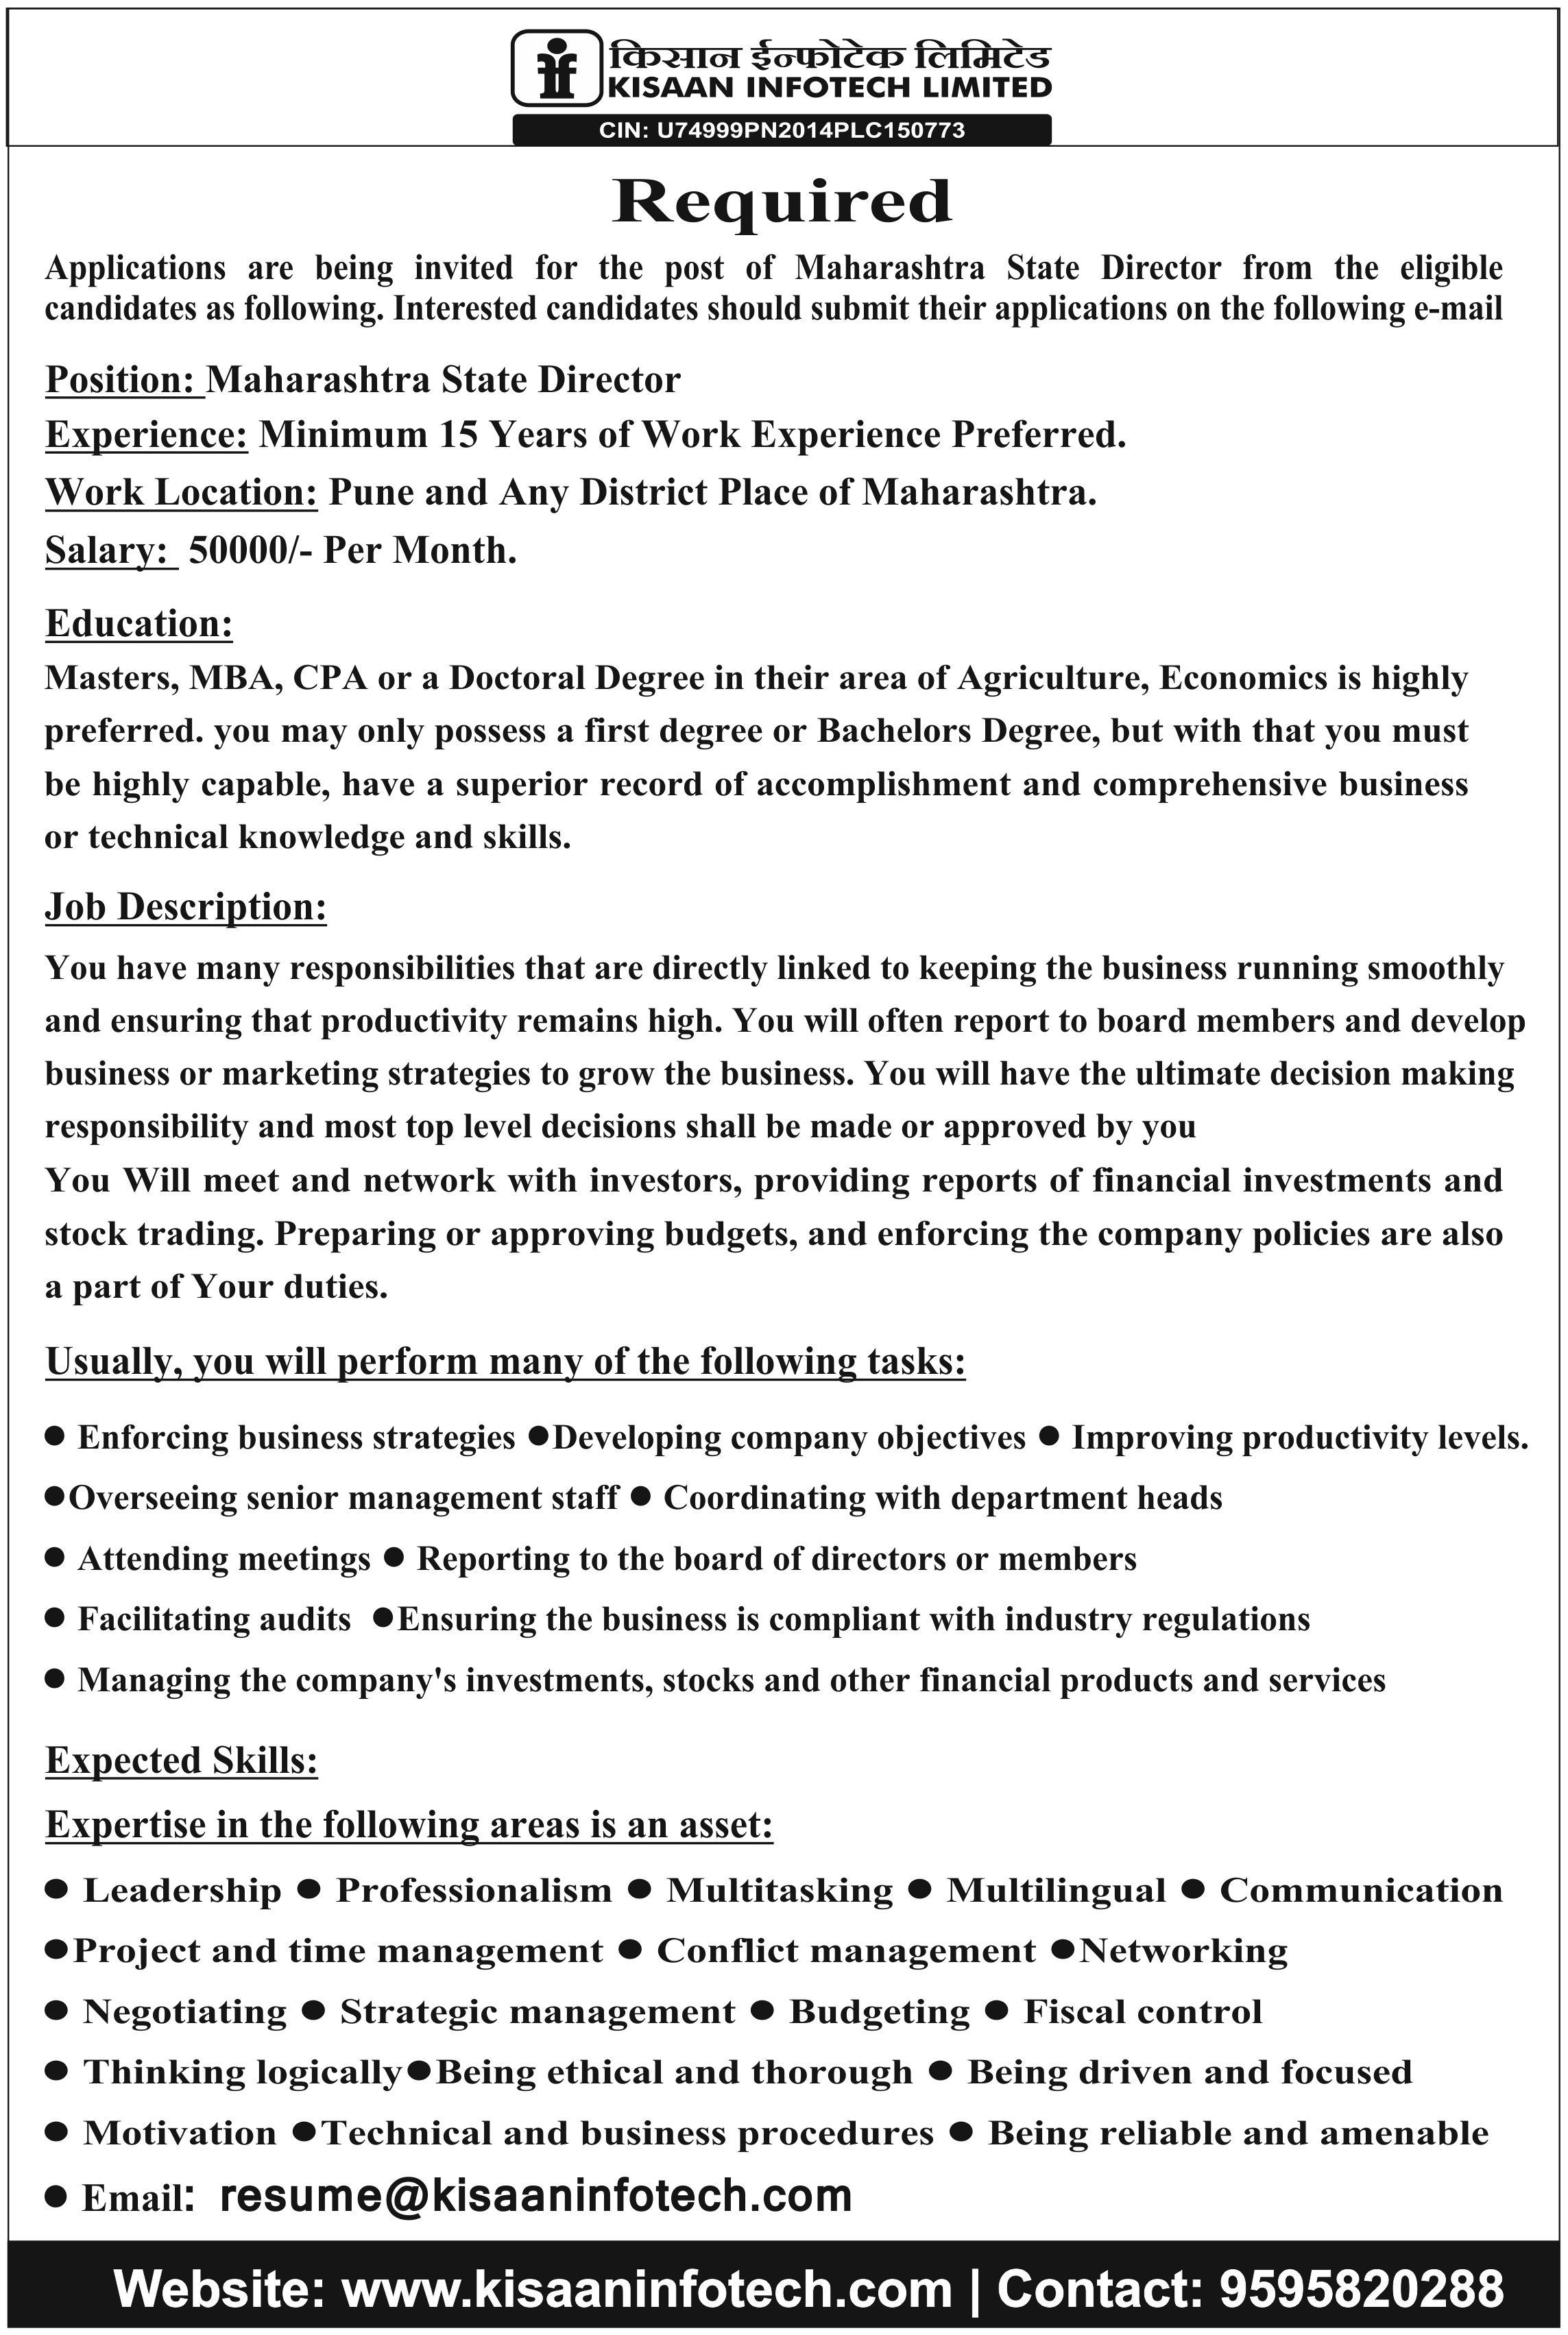 किसान ईन्फोटेक लिमिटेड
KISAAN INFOTECH LIMITED
CIN: U74999PN2014PLC150773
Required
Applications are being invited for the post of Maharashtra State Director from the eligible
candidates as following. Interested candidates should submit their applications on the following e-mail
Position: Maharashtra State Director
Experience: Minimum 15 Years of Work Experience Preferred.
Work Location: Pune and Any District Place of Maharashtra.
Salary: 50000/- Per Month.
Education:
Masters, MBA, CPA or a Doctoral Degree in their area of Agriculture, Economics is highly
preferred. you may only possess a first degree or Bachelors Degree, but with that you must
be highly capable, have a superior record of accomplishment and comprehensive business
or technical knowledge and skills.
Job Description:
You have many responsibilities that are directly linked to keeping the business running smoothly
and ensuring that productivity remains high. You will often report to board members and develop
business or marketing strategies to grow the business. You will have the ultimate decision making
responsibility and most top level decisions shall be made or approved by you
You Will meet and network with investors, providing reports of financial investments and
stock trading. Preparing or approving budgets, and enforcing the company policies are also
a part of Your duties.
Usually, you will perform many of the following tasks:
● Enforcing business strategies ●Developing company objectives ● Improving productivity levels.
●Overseeing senior management staff ● Coordinating with department heads
● Attending meetings ● Reporting to the board of directors or members
● Facilitating audits ●Ensuring the business is compliant with industry regulations
● Managing the company's investments, stocks and other financial products and services
Expected Skills:
Expertise in the following areas is an asset:
● Leadership ● Professionalism ● Multitasking ● Multilingual ● Communication
●Project and time management ● Conflict management ●Networking
● Negotiating ● Strategic management ● Budgeting ● Fiscal control
● Thinking logically●Being ethical and thorough ● Being driven and focused
● Motivation ●Technical and business procedures ● Being reliable and amenable
● Email: resume@kisaaninfotech.com
Website: www.kisaaninfotech.com | Contact: 9595820288